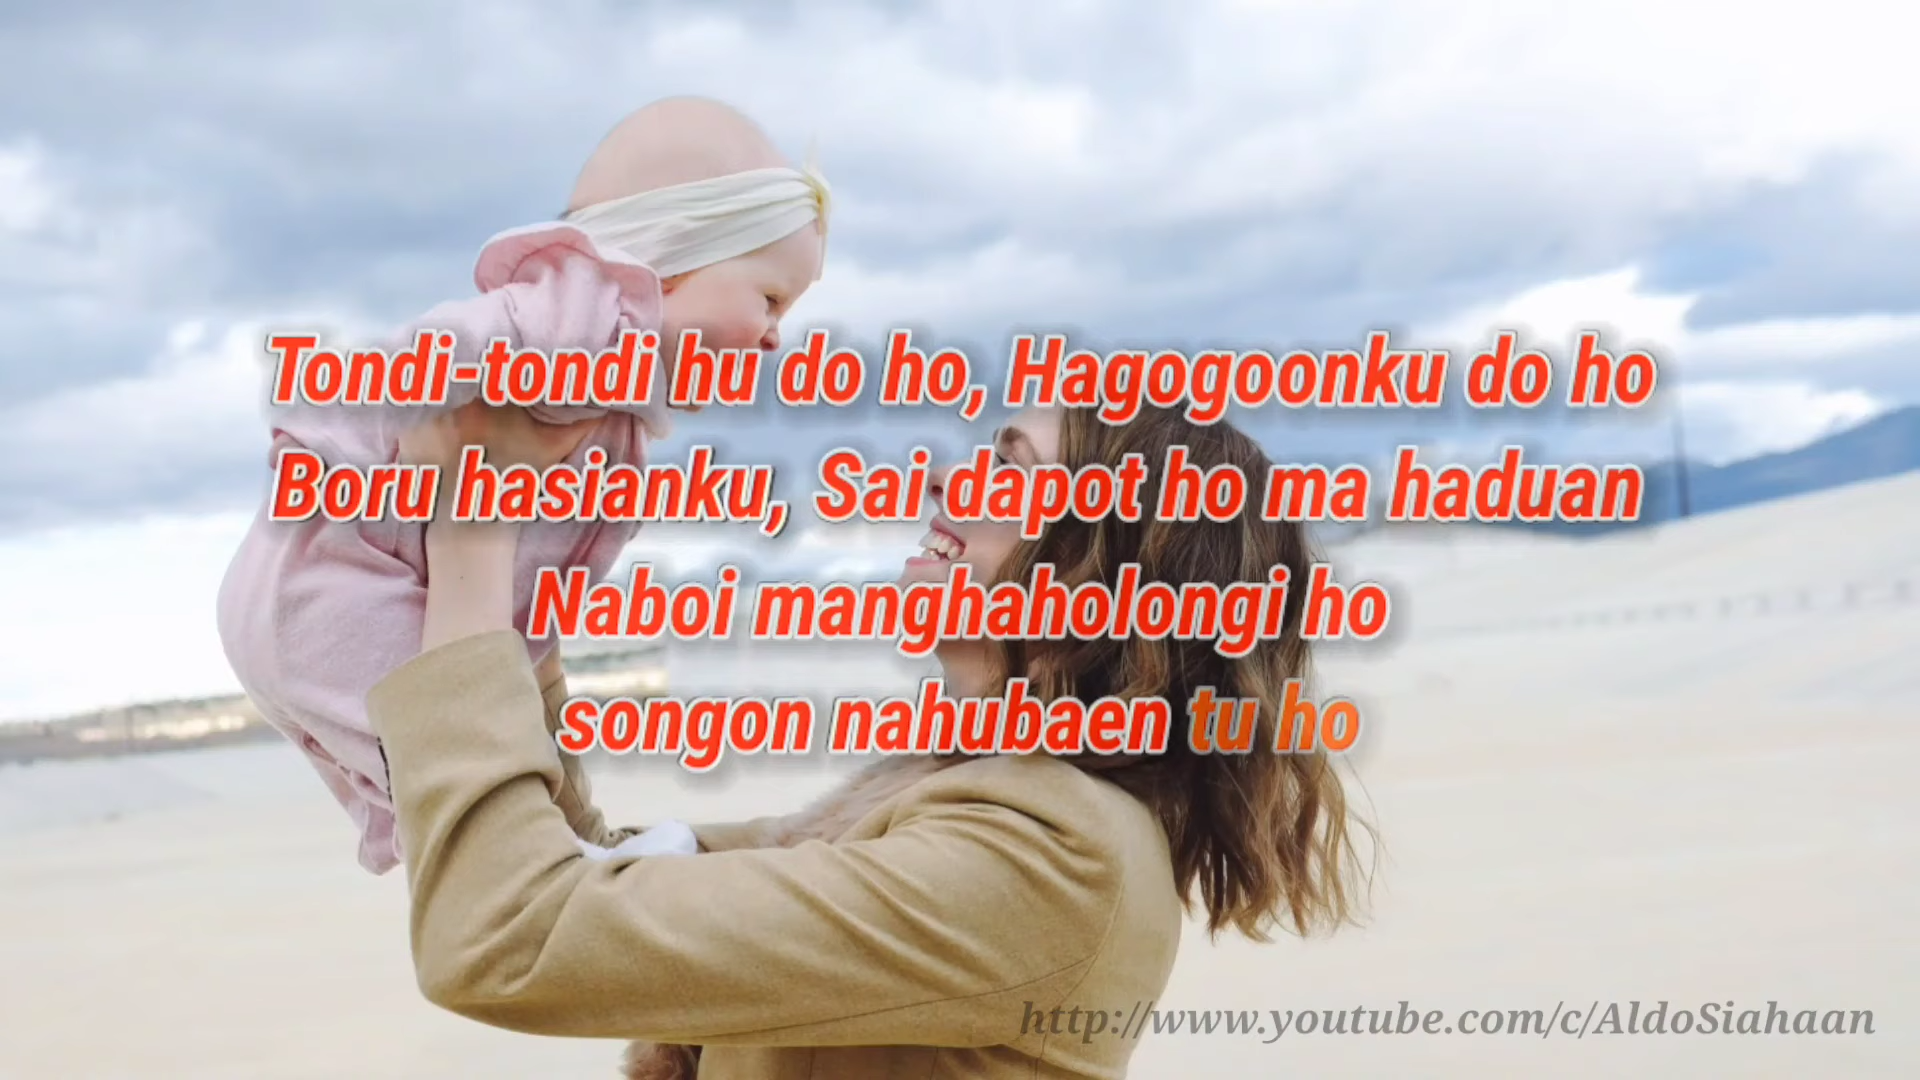 Tondi-tondi hu do ho, Hagogoonku do ho
Boru hasianku, Sai dapot ho ma haduan
Naboi manghaholongi ho
songon nahubaen tu ho
http://www.youtube.com/c/AldoSiahaan